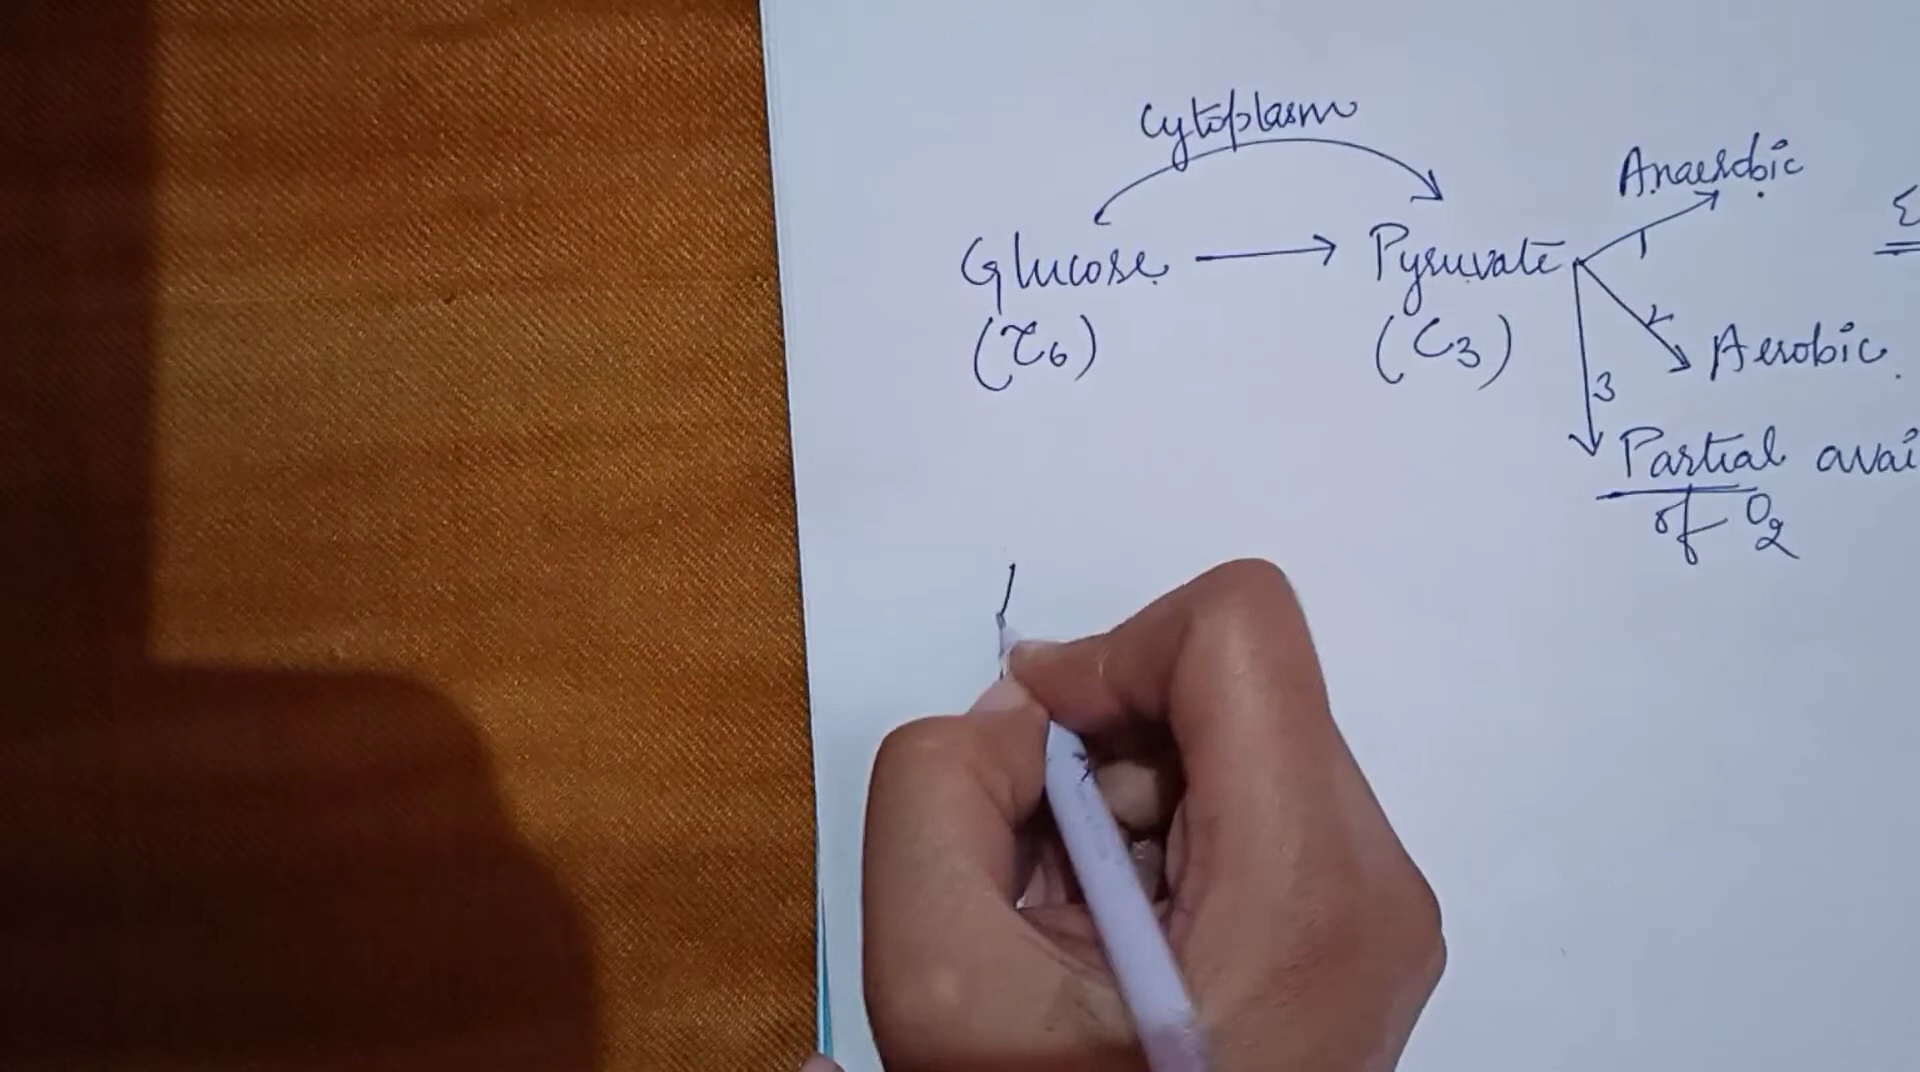 Cytoplasm
Anaerobic
Glucose → Pyruvate
1
(C6) (C3)
2
Aerobic
3
Partial avai
of O2